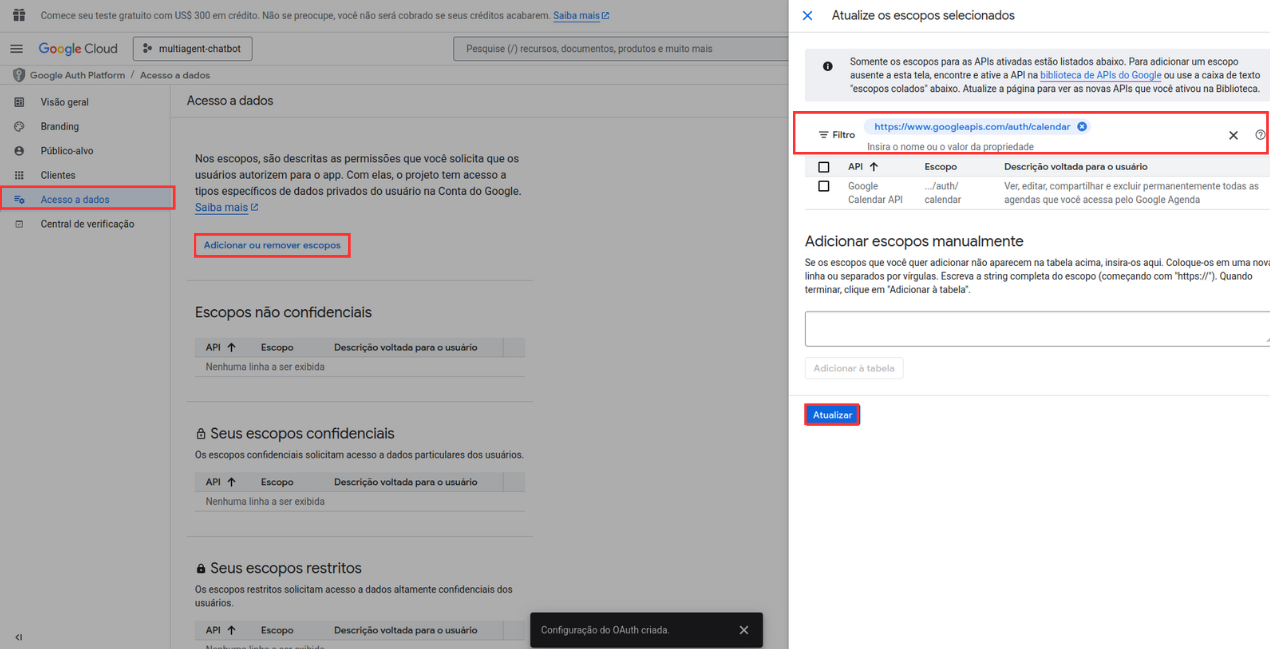 Comece seu teste gratuito com US$ 300 em crédito. Não se preocupe, você não será cobrado se seus créditos acabarem. Saiba mais
Google Cloud
multiagent-chatbot
Pesquise (/) recursos, documentos, produtos e muito mais
Google Auth Platform / Acesso a dados
Visão geral
Branding
Público-alvo
Clientes
Acesso a dados
Central de verificação
Acesso a dados
Nos escopos, são descritas as permissões que você solicita que os
usuários autorizem para o app. Com elas, o projeto tem acesso a
tipos específicos de dados privados do usuário na Conta do Google.
Saiba mais
Adicionar ou remover escopos
Escopos não confidenciais
API Escopo Descrição voltada para o usuário
Nenhuma linha a ser exibida
Seus escopos confidenciais
Os escopos confidenciais solicitam acesso a dados particulares dos usuários.
API Escopo Descrição voltada para o usuário
Nenhuma linha a ser exibida
Seus escopos restritos
Os escopos restritos solicitam acesso a dados altamente confidenciais dos
usuários.
API Escopo Descrição voltada para o usuário
Nenhuma linha a ser exibida
Configuração do OAuth criada.
Atualize os escopos selecionados
Somente os escopos para as APIs ativadas estão listados abaixo. Para adicionar um escopo
ausente a esta tela, encontre e ative a API na biblioteca de APIs do Google ou use a caixa de texto
"escopos colados" abaixo. Atualize a página para ver as novas APIs que você ativou na Biblioteca.
Filtro
https://www.googleapis.com/auth/calendar
Insira o nome ou o valor da propriedade
API Escopo Descrição voltada para o usuário
Google .../auth/ Ver, editar, compartilhar e excluir permanentemente todas as
Calendar API calendar agendas que você acessa pelo Google Agenda
Adicionar escopos manualmente
Se os escopos que você quer adicionar não aparecem na tabela acima, insira-os aqui. Coloque-os em uma nova
linha ou separados por vírgulas. Escreva a string completa do escopo (começando com "https://"). Quando
terminar, clique em "Adicionar à tabela".
Adicionar à tabela
Atualizar